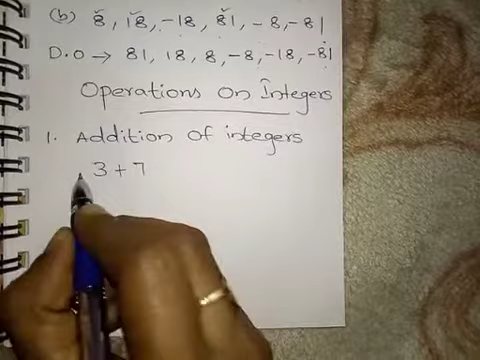 (b) 8, 18, -18, 81, -8, -81
D.O → 81, 18, 8, -8, -18, -81
Operations On Integers
1. Addition of integers
3 + 7